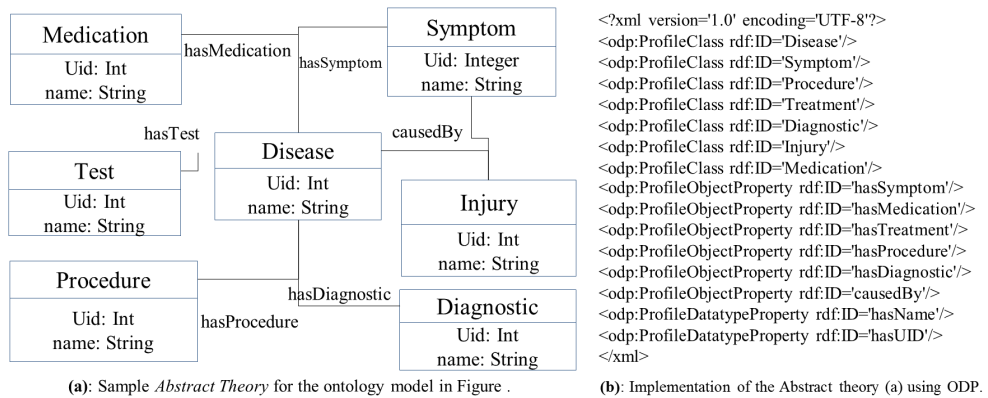 Medication
Uid: Int
name: String
hasMedication
hasSymptom
Symptom
Uid: Integer
name: String
hasTest
causedBy
Test
Uid: Int
name: String
Disease
Uid: Int
name: String
Injury
Uid: Int
name: String
Procedure
Uid: Int
name: String
hasProcedure
hasDiagnostic
Diagnostic
Uid: Int
name: String
(a): Sample Abstract Theory for the ontology model in Figure .
<?xml version='1.0' encoding='UTF-8'?>
<odp:ProfileClass rdf:ID='Disease'/>
<odp:ProfileClass rdf:ID='Symptom'/>
<odp:ProfileClass rdf:ID='Procedure'/>
<odp:ProfileClass rdf:ID='Treatment'/>
<odp:ProfileClass rdf:ID='Diagnostic'/>
<odp:ProfileClass rdf:ID='Injury'/>
<odp:ProfileClass rdf:ID='Medication'/>
<odp:ProfileObjectProperty rdf:ID='hasSymptom'/>
<odp:ProfileObjectProperty rdf:ID='hasMedication'/>
<odp:ProfileObjectProperty rdf:ID='hasTreatment'/>
<odp:ProfileObjectProperty rdf:ID='hasProcedure'/>
<odp:ProfileObjectProperty rdf:ID='hasDiagnostic'/>
<odp:ProfileObjectProperty rdf:ID='causedBy'/>
<odp:ProfileDatatypeProperty rdf:ID='hasName'/>
<odp:ProfileDatatypeProperty rdf:ID='hasUID'/>
</xml>
(b): Implementation of the Abstract theory (a) using ODP.